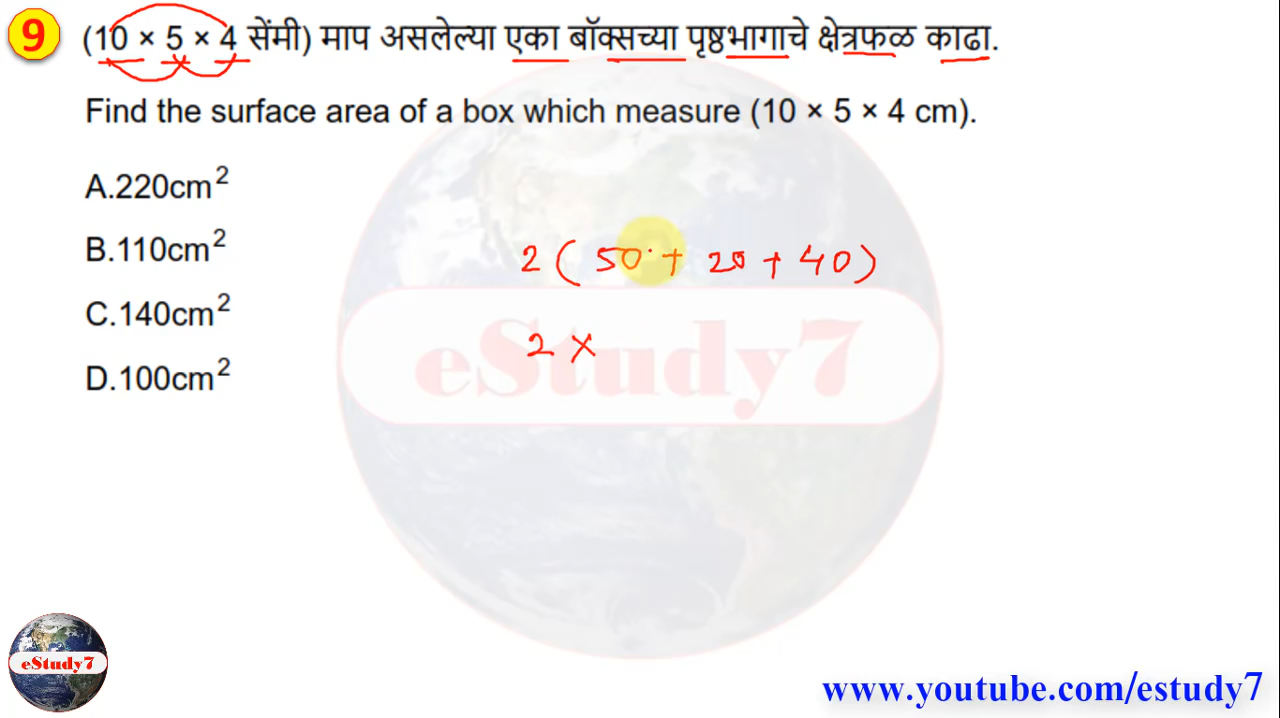 9 (10 × 5 × 4 सेंमी) माप असलेल्या एका बॉक्सच्या पृष्ठभागाचे क्षेत्रफळ काढा.
Find the surface area of a box which measure (10 × 5 × 4 cm).
A.220cm²
B.110cm²
2 ( 50 + 20 + 40 )
C.140cm²
2 ×
eStudy7
D.100cm²
eStudy7
www.youtube.com/estudy7